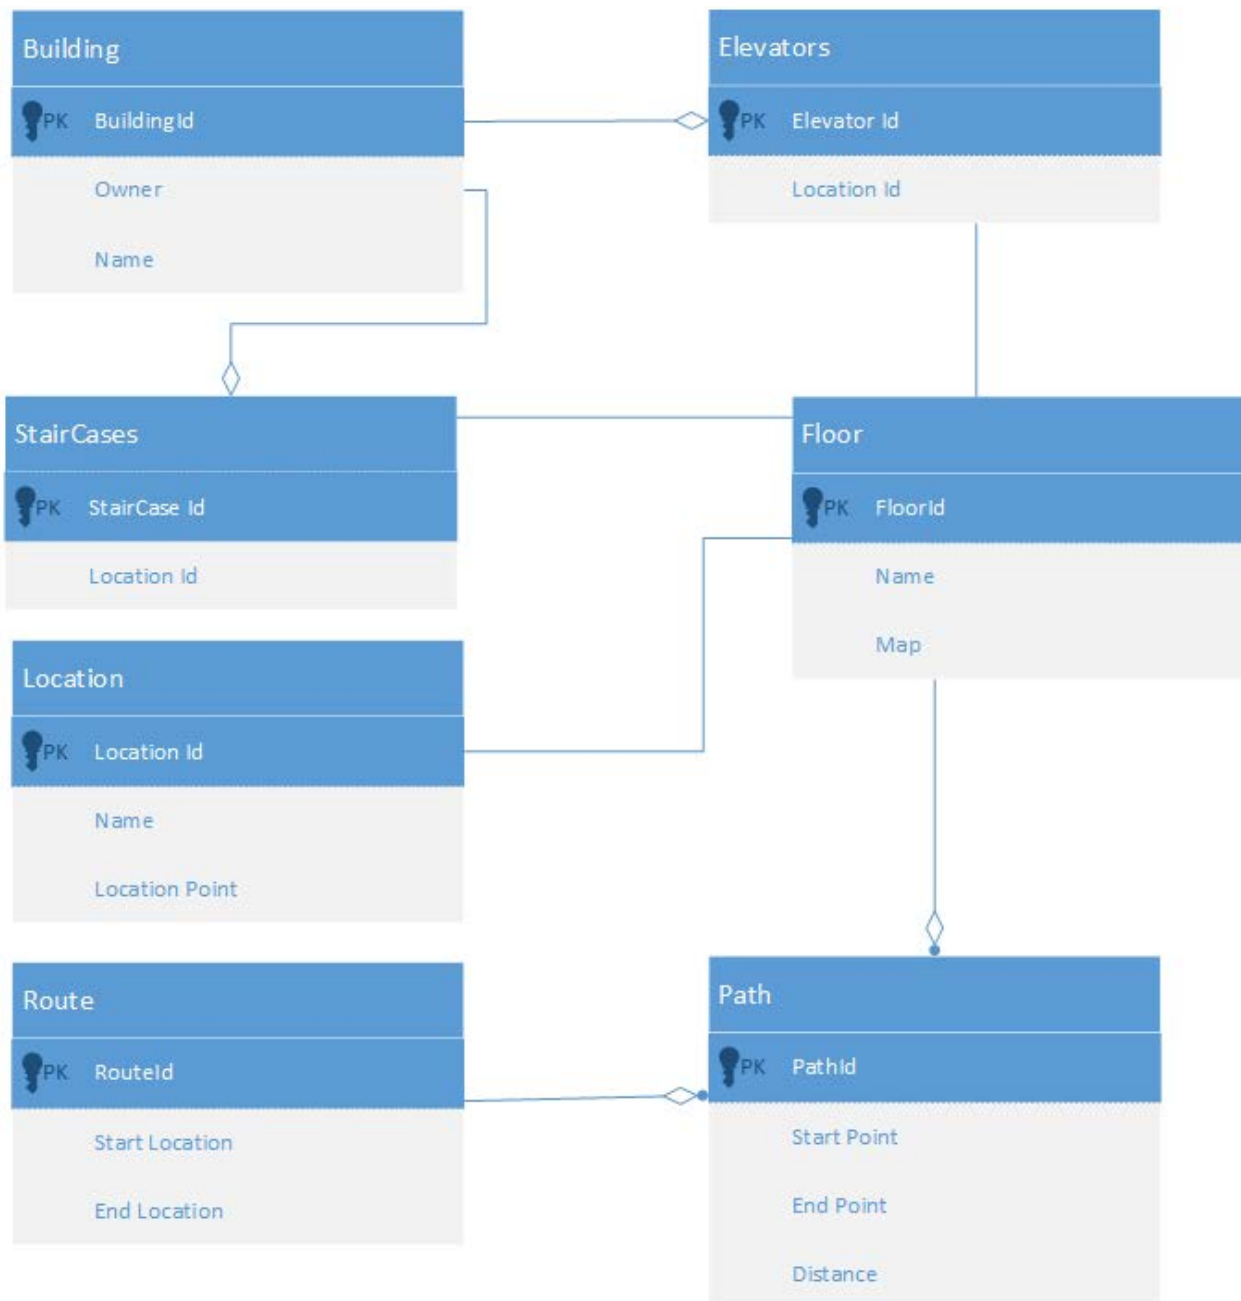 Building
PK BuildingId
Owner
Name
Elevators
PK Elevator Id
Location Id
StairCases
PK StairCase Id
Location Id
Floor
PK FloorId
Name
Map
Location
PK Location Id
Name
Location Point
Route
PK RouteId
Start Location
End Location
Path
PK PathId
Start Point
End Point
Distance